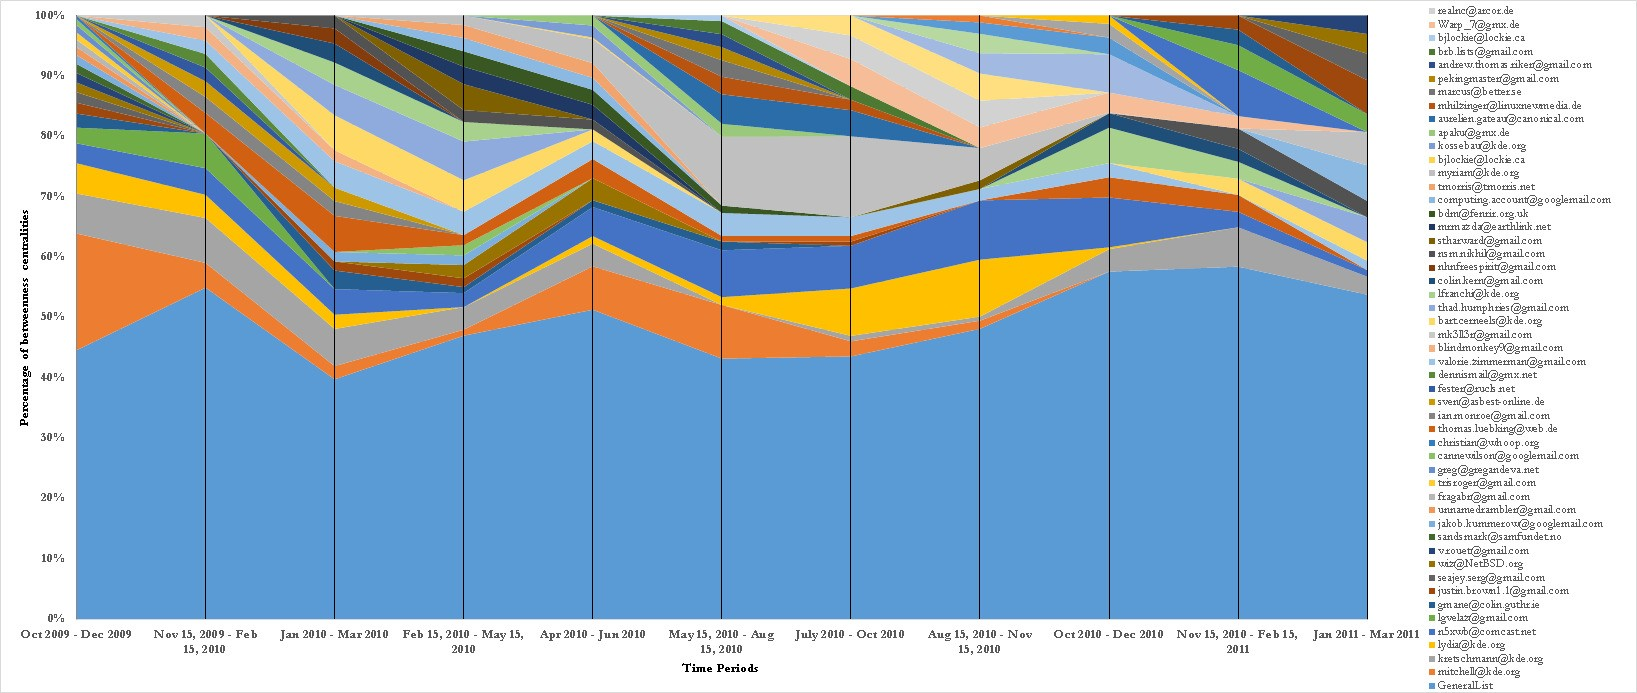 100%
90%
80%
70%
60%
50%
40%
30%
20%
10%
0%
Percentage of betweenness centralities
Oct 2009 - Dec 2009
Nov 15, 2009 - Feb
15, 2010
Jan 2010 - Mar 2010
Feb 15, 2010 - May 15,
2010
Apr 2010 - Jun 2010
May 15, 2010 - Aug
15, 2010
July 2010 - Oct 2010
Aug 15, 2010 - Nov
15, 2010
Oct 2010 - Dec 2010
Nov 15, 2010 - Feb 15,
2011
Jan 2011 - Mar 2011
Time Periods
realnc@arcor.de
Warp_7@gmx.de
bjlockie@lockie.ca
brb.lists@gmail.com
andrew.thomas.riker@gmail.com
pekingmaster@gmail.com
marcus@better.se
mhilzinger@linuxnewmedia.de
aurelien.gateau@canonical.com
apaku@gmx.de
kossebau@kde.org
bjlockie@lockie.ca
myriam@kde.org
tmorris@tmorris.net
computing.account@googlemail.com
bdm@fenrir.org.uk
mrmazda@earthlink.net
stharward@gmail.com
nsm.nikhil@gmail.com
nhnfreespirit@gmail.com
colin.kern@gmail.com
lfranchi@kde.org
thad.humphries@gmail.com
bart.cerneels@kde.org
mk3ll3r@gmail.com
blindmonkey9@gmail.com
valorie.zimmerman@gmail.com
dennismail@gmx.net
fester@rucls.net
sven@asbest-online.de
ian.monroe@gmail.com
thomas.luebking@web.de
christian@whoop.org
cannewilson@googlemail.com
greg@gregandeva.net
trisroger@gmail.com
fragabr@gmail.com
unnamedrambler@gmail.com
jakob.kummerow@googlemail.com
sandsmark@samfundet.no
v.rouet@gmail.com
wiz@NetBSD.org
seajey.serg@gmail.com
justin.brown1.1@gmail.com
gmane@colin.guthr.ie
lgvelaz@gmail.com
n5xwb@comcast.net
lydia@kde.org
kretschmann@kde.org
mitchell@kde.org
GeneralList